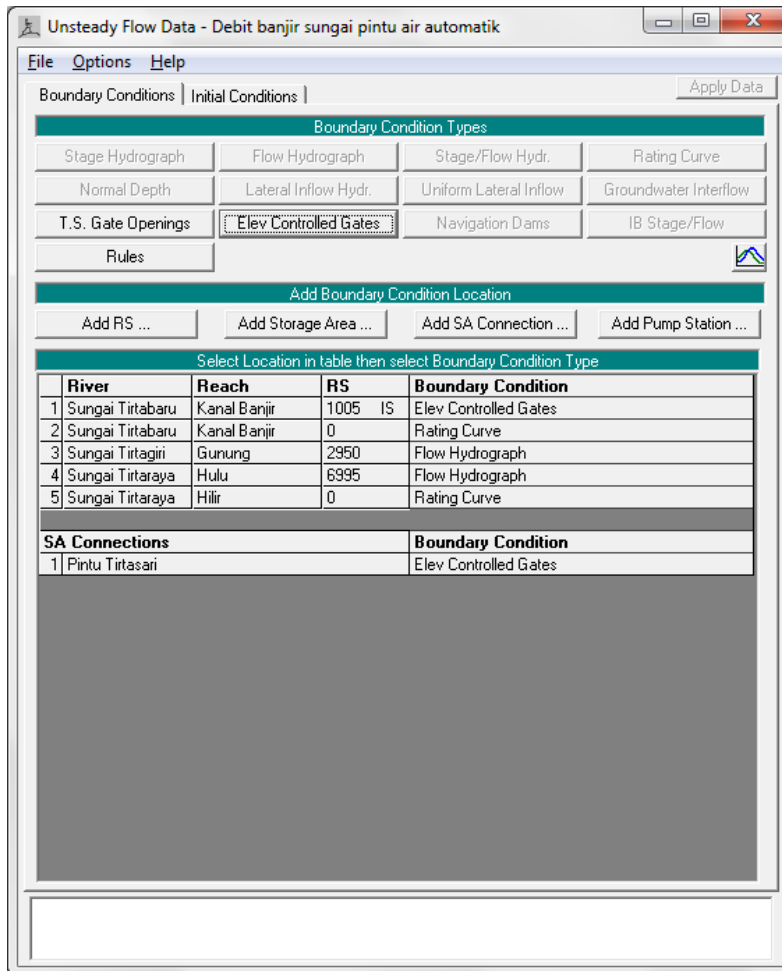 Unsteady Flow Data - Debit banjir sungai pintu air automatik
File Options Help
Boundary Conditions Initial Conditions Apply Data
Boundary Condition Types
Stage Hydrograph Flow Hydrograph Stage/Flow Hydr. Rating Curve
Normal Depth Lateral Inflow Hydr. Uniform Lateral Inflow Groundwater Interflow
T.S. Gate Openings Elev Controlled Gates Navigation Dams IB Stage/Flow
Rules
Add Boundary Condition Location
Add RS ... Add Storage Area ... Add SA Connection ... Add Pump Station ...
Select Location in table then select Boundary Condition Type
River Reach RS Boundary Condition
1 Sungai Tirtabaru Kanal Banjir 1005 IS Elev Controlled Gates
2 Sungai Tirtabaru Kanal Banjir 0 Rating Curve
3 Sungai Tirtagiri Gunung 2950 Flow Hydrograph
4 Sungai Tirtaraya Hulu 6995 Flow Hydrograph
5 Sungai Tirtaraya Hilir 0 Rating Curve
SA Connections Boundary Condition
1 Pintu Tirtasari Elev Controlled Gates